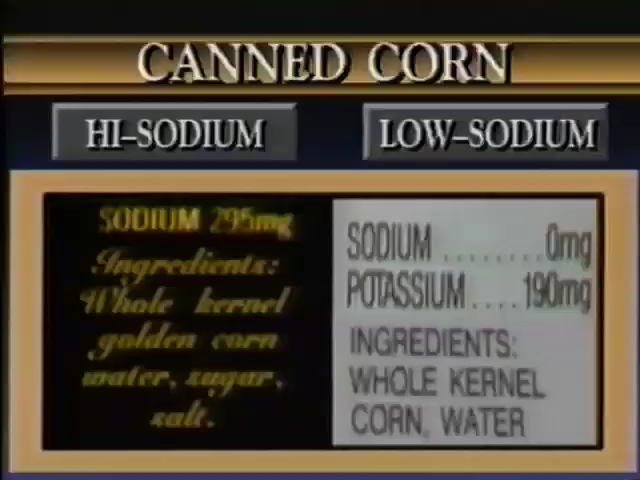 CANNED CORN
HI-SODIUM
LOW-SODIUM
SODIUM 295mg
Ingredients:
Whole kernel
golden corn
water, sugar,
salt.
SODIUM ........ 0mg
POTASSIUM .... 190mg
INGREDIENTS:
WHOLE KERNEL
CORN, WATER